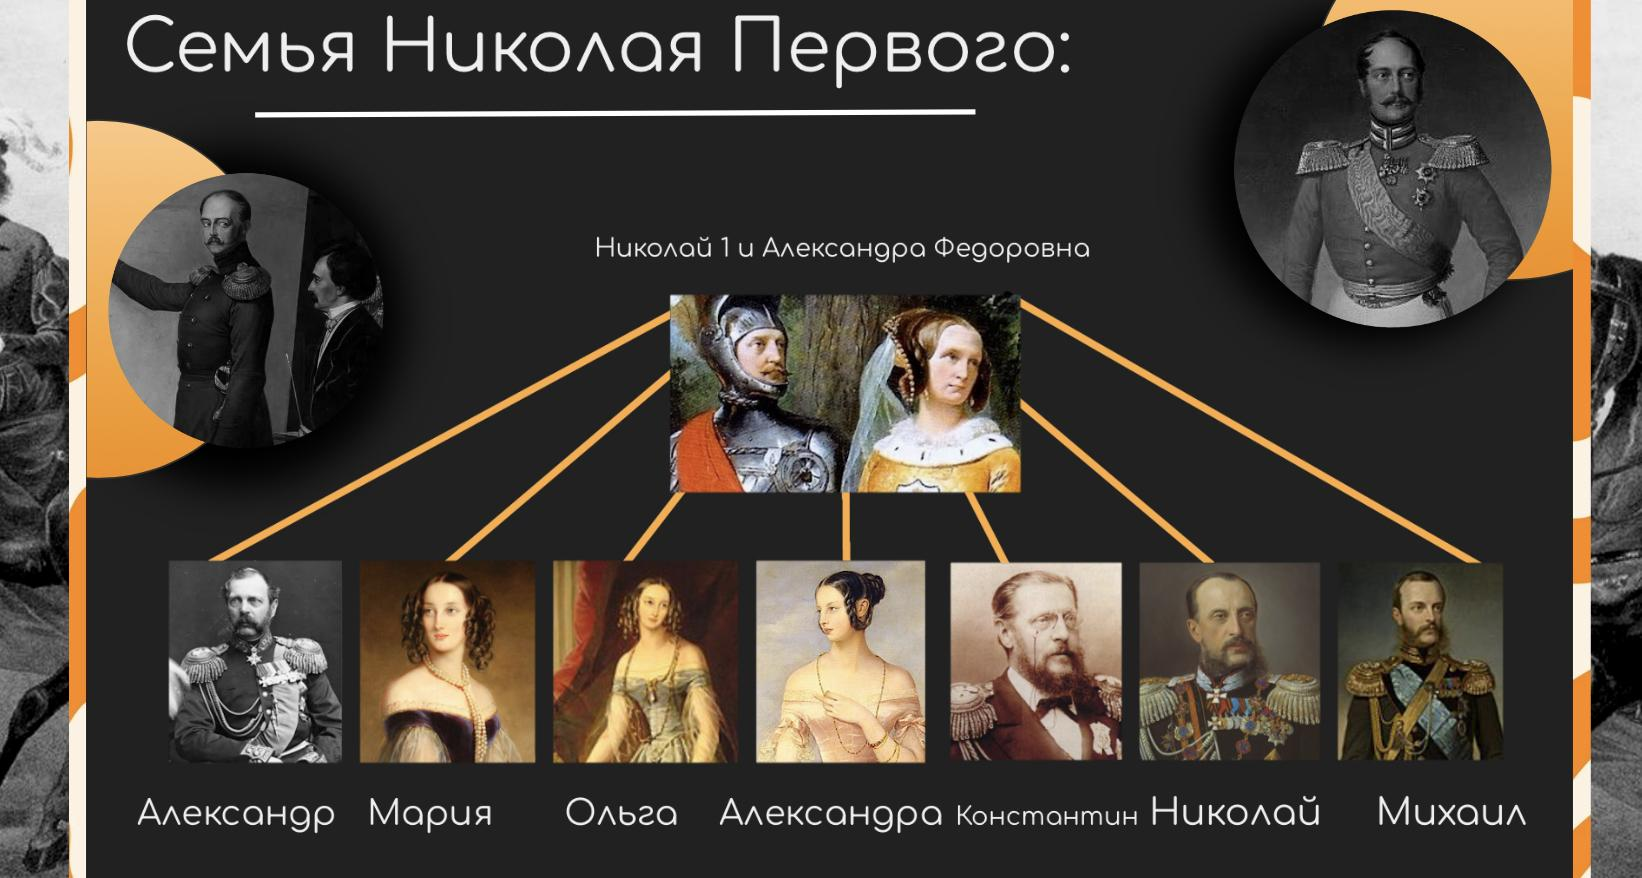 Семья Николая Первого:
Николай 1 и Александра Федоровна
Александр Мария Ольга Александра Константин Николай Михаил